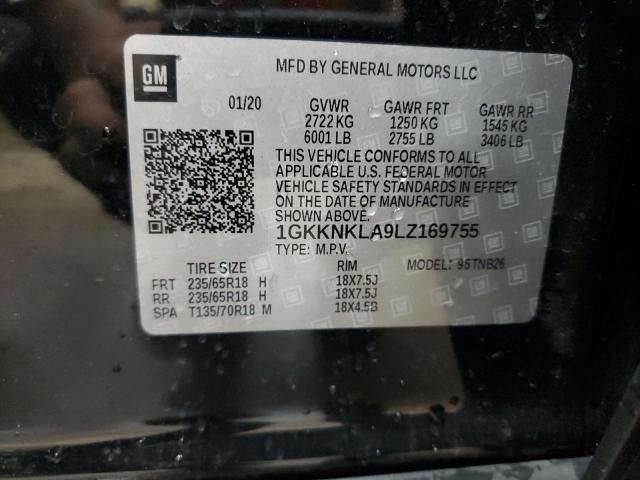 GM
MFD BY GENERAL MOTORS LLC
01/20 GVWR GAWR FRT GAWR RR
2722 KG 1250 KG 1545 KG
6001 LB 2755 LB 3406 LB
THIS VEHICLE CONFORMS TO ALL
APPLICABLE U.S. FEDERAL MOTOR
VEHICLE SAFETY STANDARDS IN EFFECT
ON THE DATE OF MANUFACTURE
SHOWN ABOVE.
1GKKNKLA9LZ169755
TYPE: M.P.V. MODEL: 95TNB26
TIRE SIZE RIM
FRT 235/65R18 H 18X7.5J
RR 235/65R18 H 18X7.5J
SPA T135/70R18 M 18X4.5B